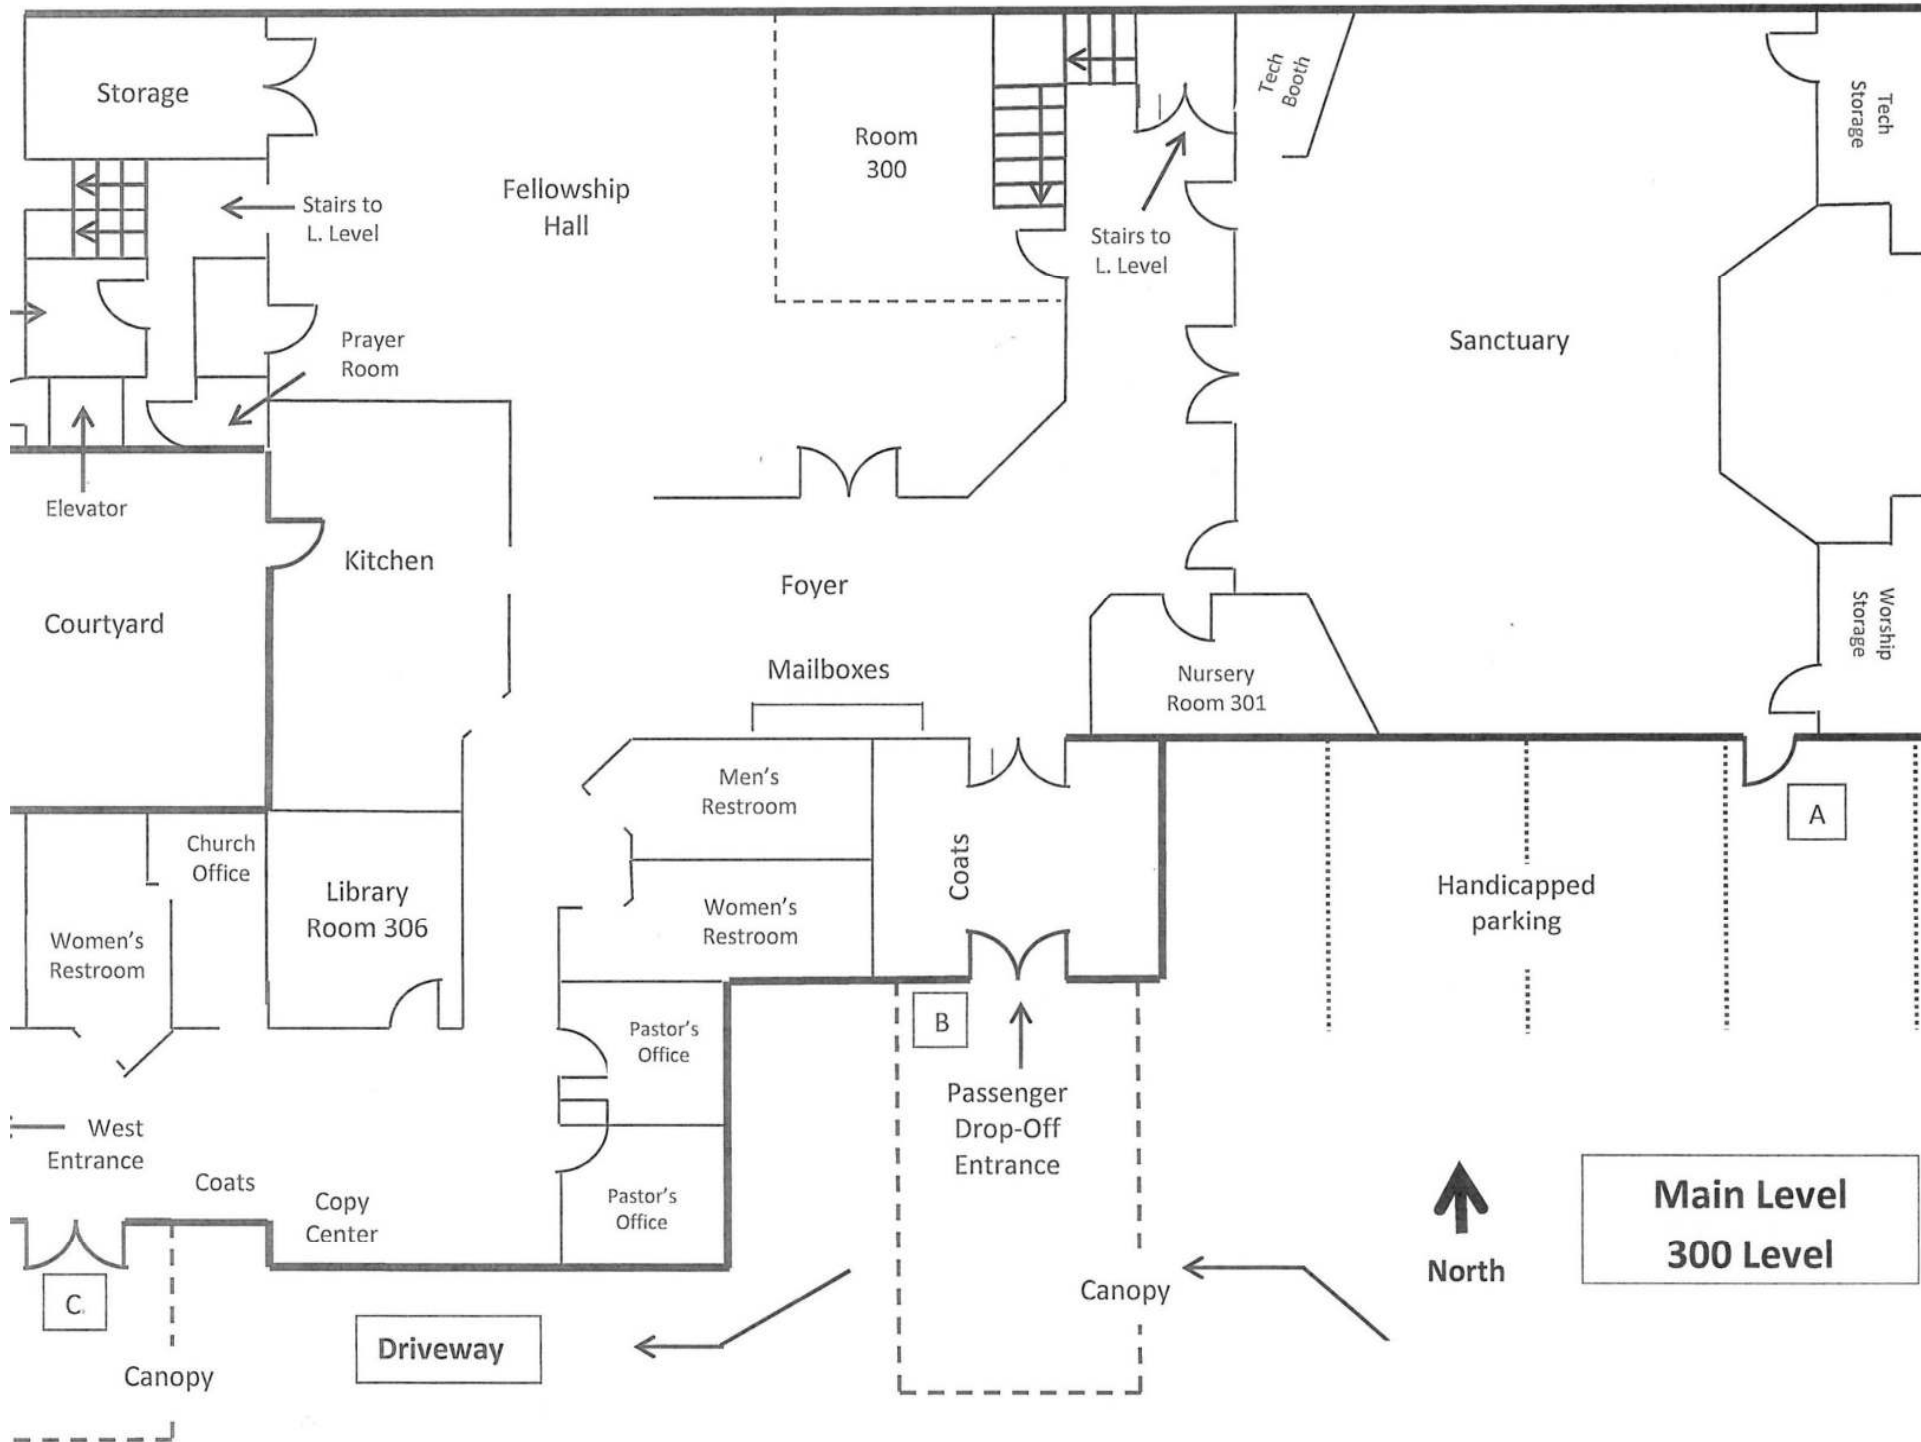 Storage
Stairs to
L. Level
Fellowship
Hall
Room
300
Stairs to
L. Level
Tech
Booth
Tech
Storage
Sanctuary
Prayer
Room
Elevator
Courtyard
Kitchen
Foyer
Mailboxes
Nursery
Room 301
Worship
Storage
Men's
Restroom
Women's
Restroom
Coats
Church
Office
Library
Room 306
Women's
Restroom
Handicapped
parking
A
B
Pastor's
Office
Pastor's
Office
Passenger
Drop-Off
Entrance
West
Entrance
Coats
Copy
Center
C.
Canopy
Driveway
Canopy
North
Main Level
300 Level